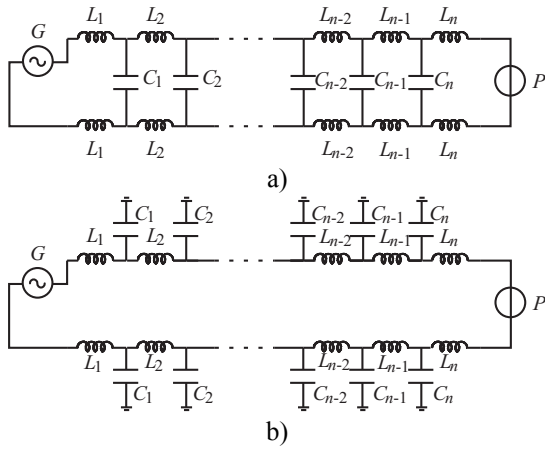 L1 L2 Ln-2 Ln-1 Ln
G
C1 C2 Cn-2 Cn-1 Cn
P
L1 L2 Ln-2 Ln-1 Ln
a)
C1 C2 Cn-2 Cn-1 Cn
L1 L2 Ln-2 Ln-1 Ln
G
P
L1 L2 Ln-2 Ln-1 Ln
C1 C2 Cn-2 Cn-1 Cn
b)